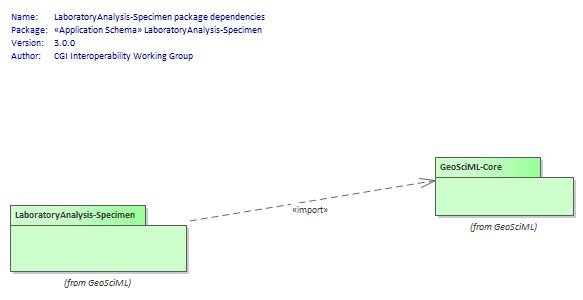 Name: LaboratoryAnalysis-Specimen package dependencies
Package: «Application Schema» LaboratoryAnalysis-Specimen
Version: 3.0.0
Author: CGI Interoperability Working Group
GeoSciML-Core
(from GeoSciML)
«import»
LaboratoryAnalysis-Specimen
(from GeoSciML)